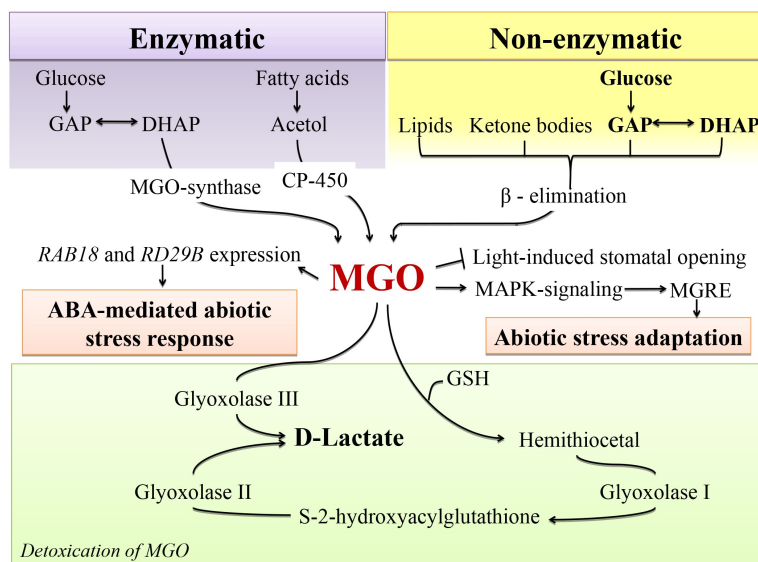 Enzymatic
Non-enzymatic
Glucose
Fatty acids
Glucose
GAP
DHAP
Acetol
Lipids
Ketone bodies
GAP
DHAP
MGO-synthase
CP-450
β - elimination
RAB18 and RD29B expression
MGO
Light-induced stomatal opening
MAPK-signaling
MGRE
ABA-mediated abiotic
stress response
Abiotic stress adaptation
GSH
Glyoxolase III
D-Lactate
Hemithiocetal
Glyoxolase II
Glyoxolase I
S-2-hydroxyacylglutathione
Detoxication of MGO